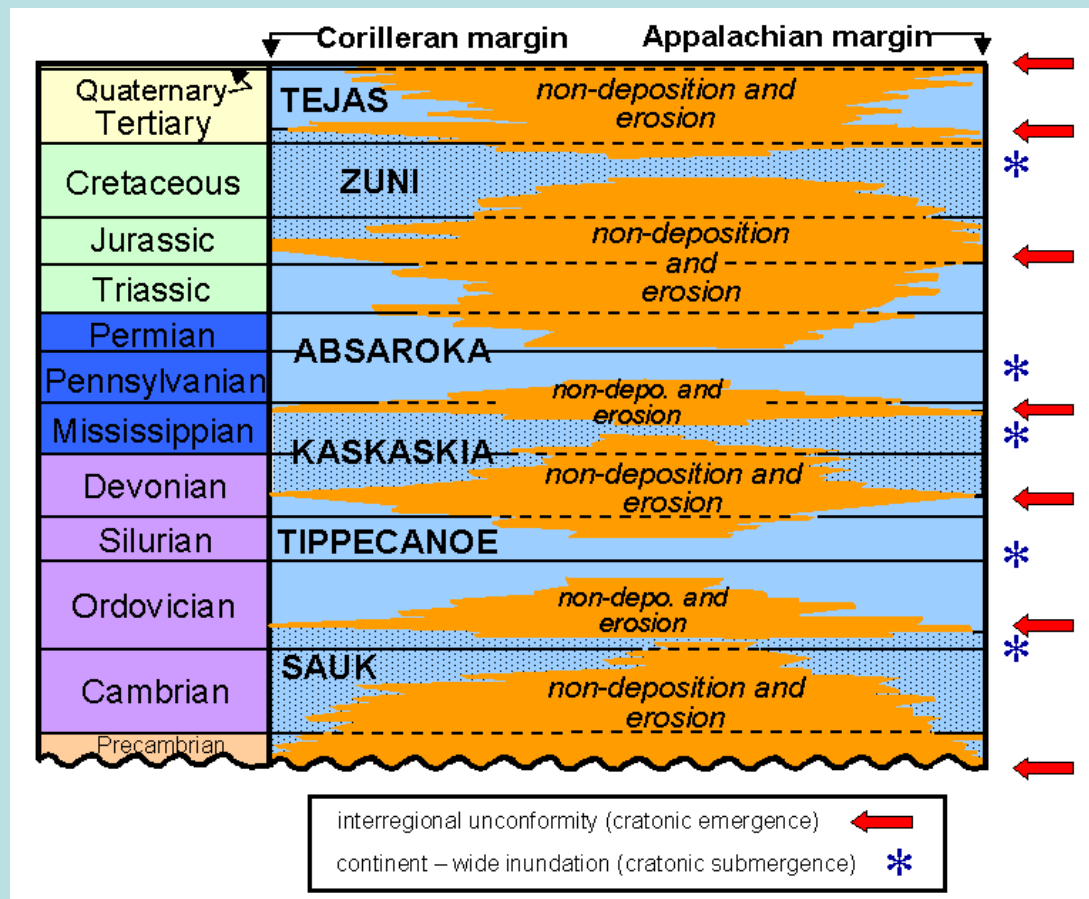 Corilleran margin
Appalachian margin
Quaternary
Tertiary
TEJAS
non-deposition and
erosion
Cretaceous
ZUNI
Jurassic
non-deposition
and
erosion
Triassic
Permian
ABSAROKA
Pennsylvanian
non-depo. and
erosion
Mississippian
KASKASKIA
Devonian
non-deposition and
erosion
Silurian
TIPPECANOE
Ordovician
non-depo. and
erosion
SAUK
Cambrian
non-deposition and
erosion
Precambrian
interregional unconformity (cratonic emergence)
continent – wide inundation (cratonic submergence)